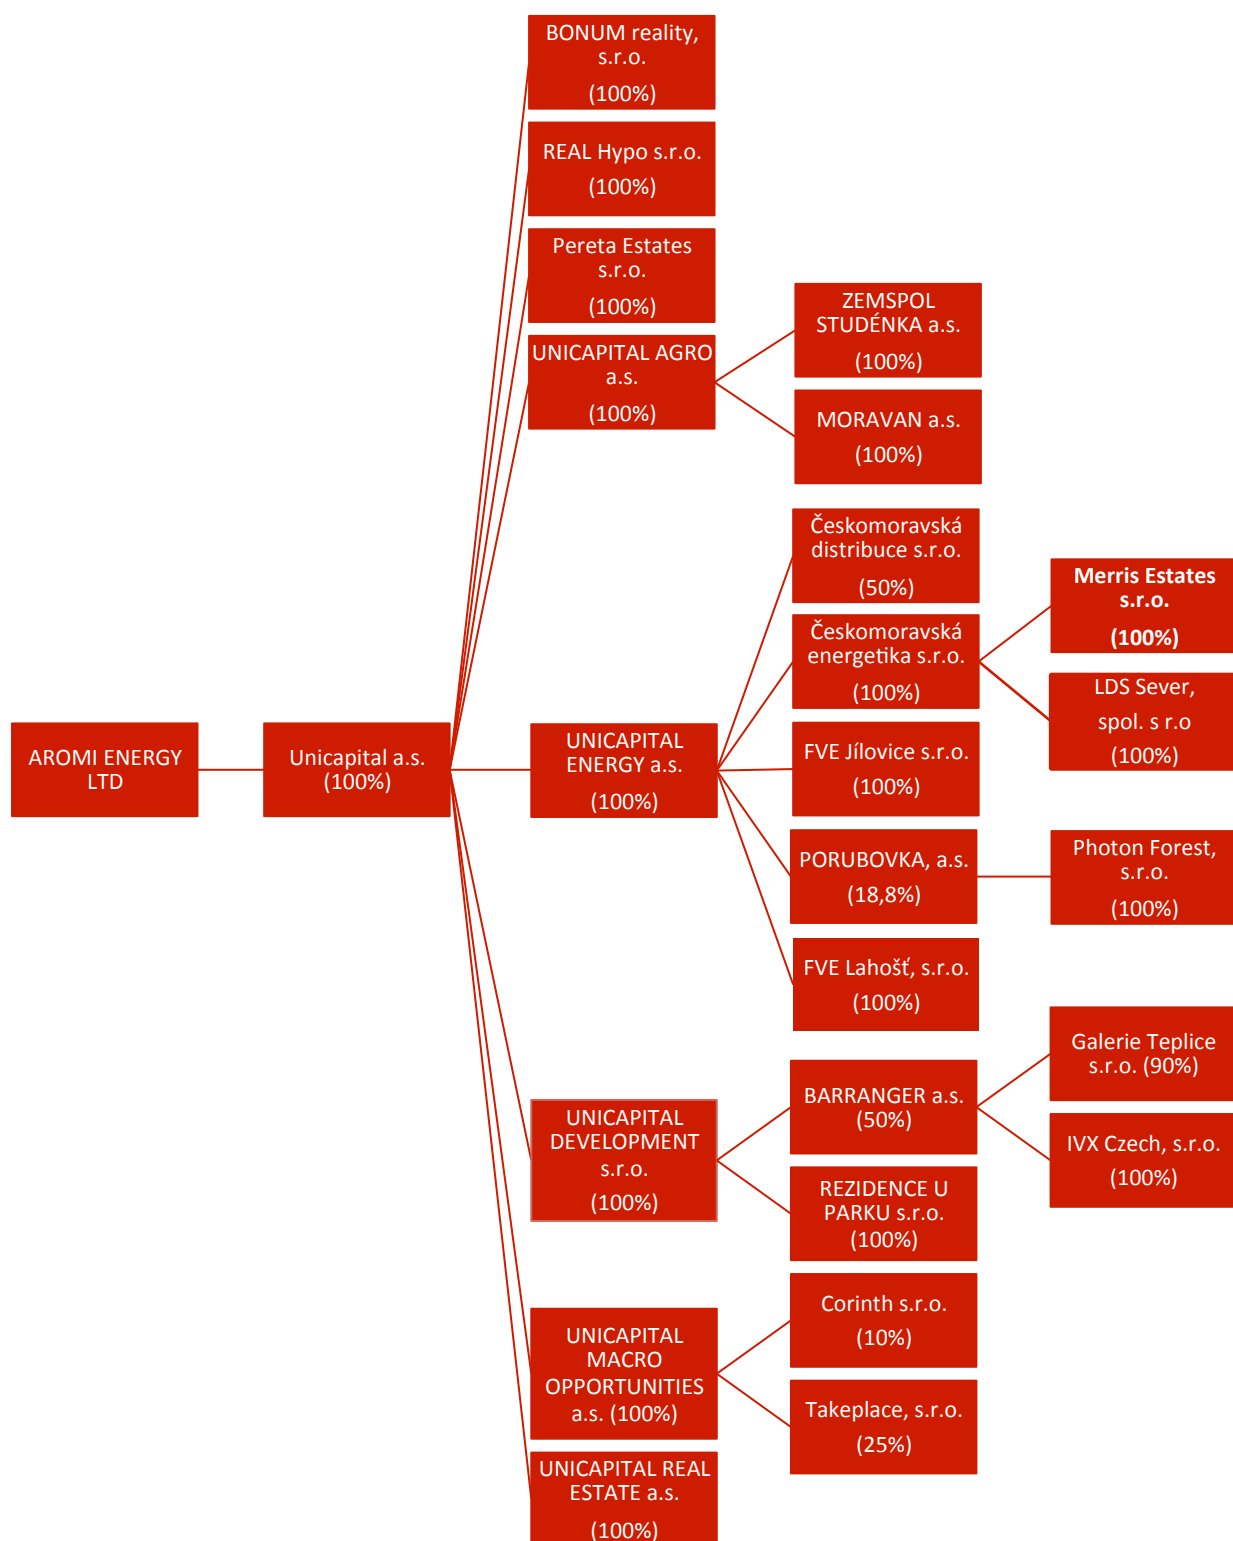 BONUM reality,
s.r.o.
(100%)
REAL Hypo s.r.o.
(100%)
Pereta Estates
s.r.o.
(100%)
UNICAPITAL AGRO
a.s.
(100%)
ZEMSPOL
STUDÉNKA a.s.
(100%)
MORAVAN a.s.
(100%)
Českomoravská
distribuce s.r.o.
(50%)
Českomoravská
energetika s.r.o.
(100%)
Merris Estates
s.r.o.
(100%)
LDS Sever,
spol. s r.o
(100%)
AROMI ENERGY
LTD
Unicapital a.s.
(100%)
UNICAPITAL
ENERGY a.s.
(100%)
FVE Jílovice s.r.o.
(100%)
PORUBOVKA, a.s.
(18,8%)
Photon Forest,
s.r.o.
(100%)
FVE Lahošť, s.r.o.
(100%)
UNICAPITAL
DEVELOPMENT
s.r.o.
(100%)
BARRANGER a.s.
(50%)
Galerie Teplice
s.r.o. (90%)
IVX Czech, s.r.o.
(100%)
REZIDENCE U
PARKU s.r.o.
(100%)
UNICAPITAL
MACRO
OPPORTUNITIES
a.s. (100%)
Corinth s.r.o.
(10%)
Takeplace, s.r.o.
(25%)
UNICAPITAL REAL
ESTATE a.s.
(100%)